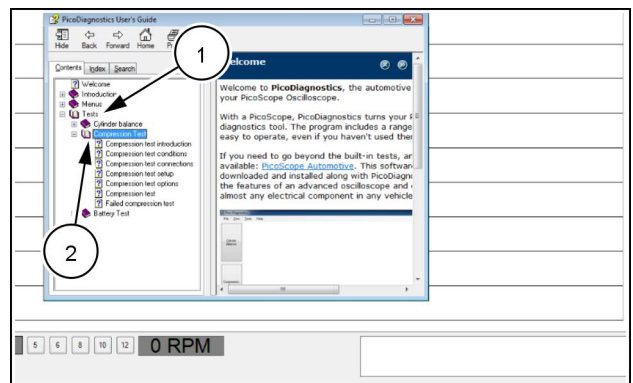 PicoDiagnostics User's Guide
Hide Back Forward Home
1
Contents Index Search
Welcome
Introduction
Menus
Tests
Cylinder balance
Compression Test
Compression test introduction
Compression test conditions
Compression test connections
Compression test setup
Compression test options
Compression test
Failed compression test
Battery Test
2
elcome
Welcome to PicoDiagnostics, the automotive
your PicoScope Oscilloscope.
With a PicoScope, PicoDiagnostics turns your
diagnostics tool. The program includes a range
easy to operate, even if you haven't used the
If you need to go beyond the built-in tests, ar
available: PicoScope Automotive. This softwar
downloaded and installed along with PicoDiagn
the features of an advanced oscilloscope and
almost any electrical component in any vehicle
5 6 8 10 12 0 RPM